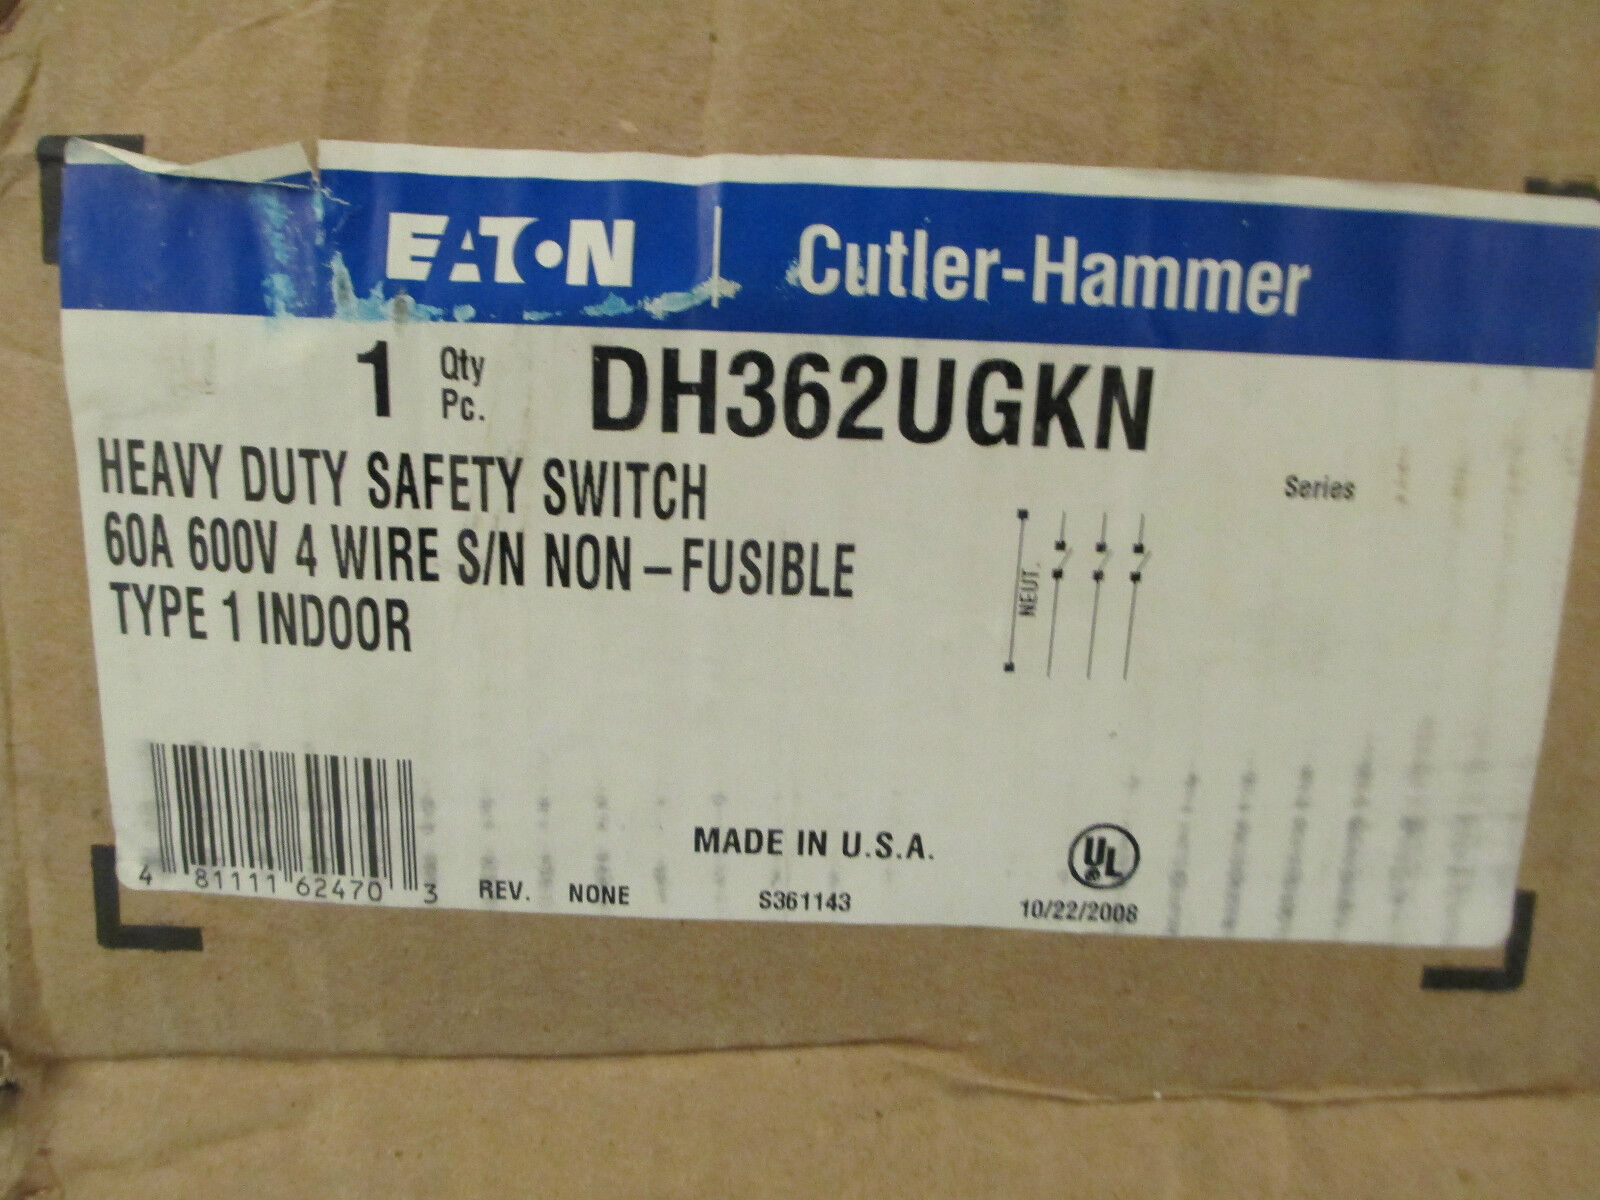 EATON | Cutler-Hammer
1 Qty Pc. DH362UGKN
HEAVY DUTY SAFETY SWITCH
60A 600V 4 WIRE S/N NON-FUSIBLE
TYPE 1 INDOOR
Series
NEUT.
4 81111 62470 3
REV. NONE
MADE IN U.S.A.
S361143
UL
10/22/2008